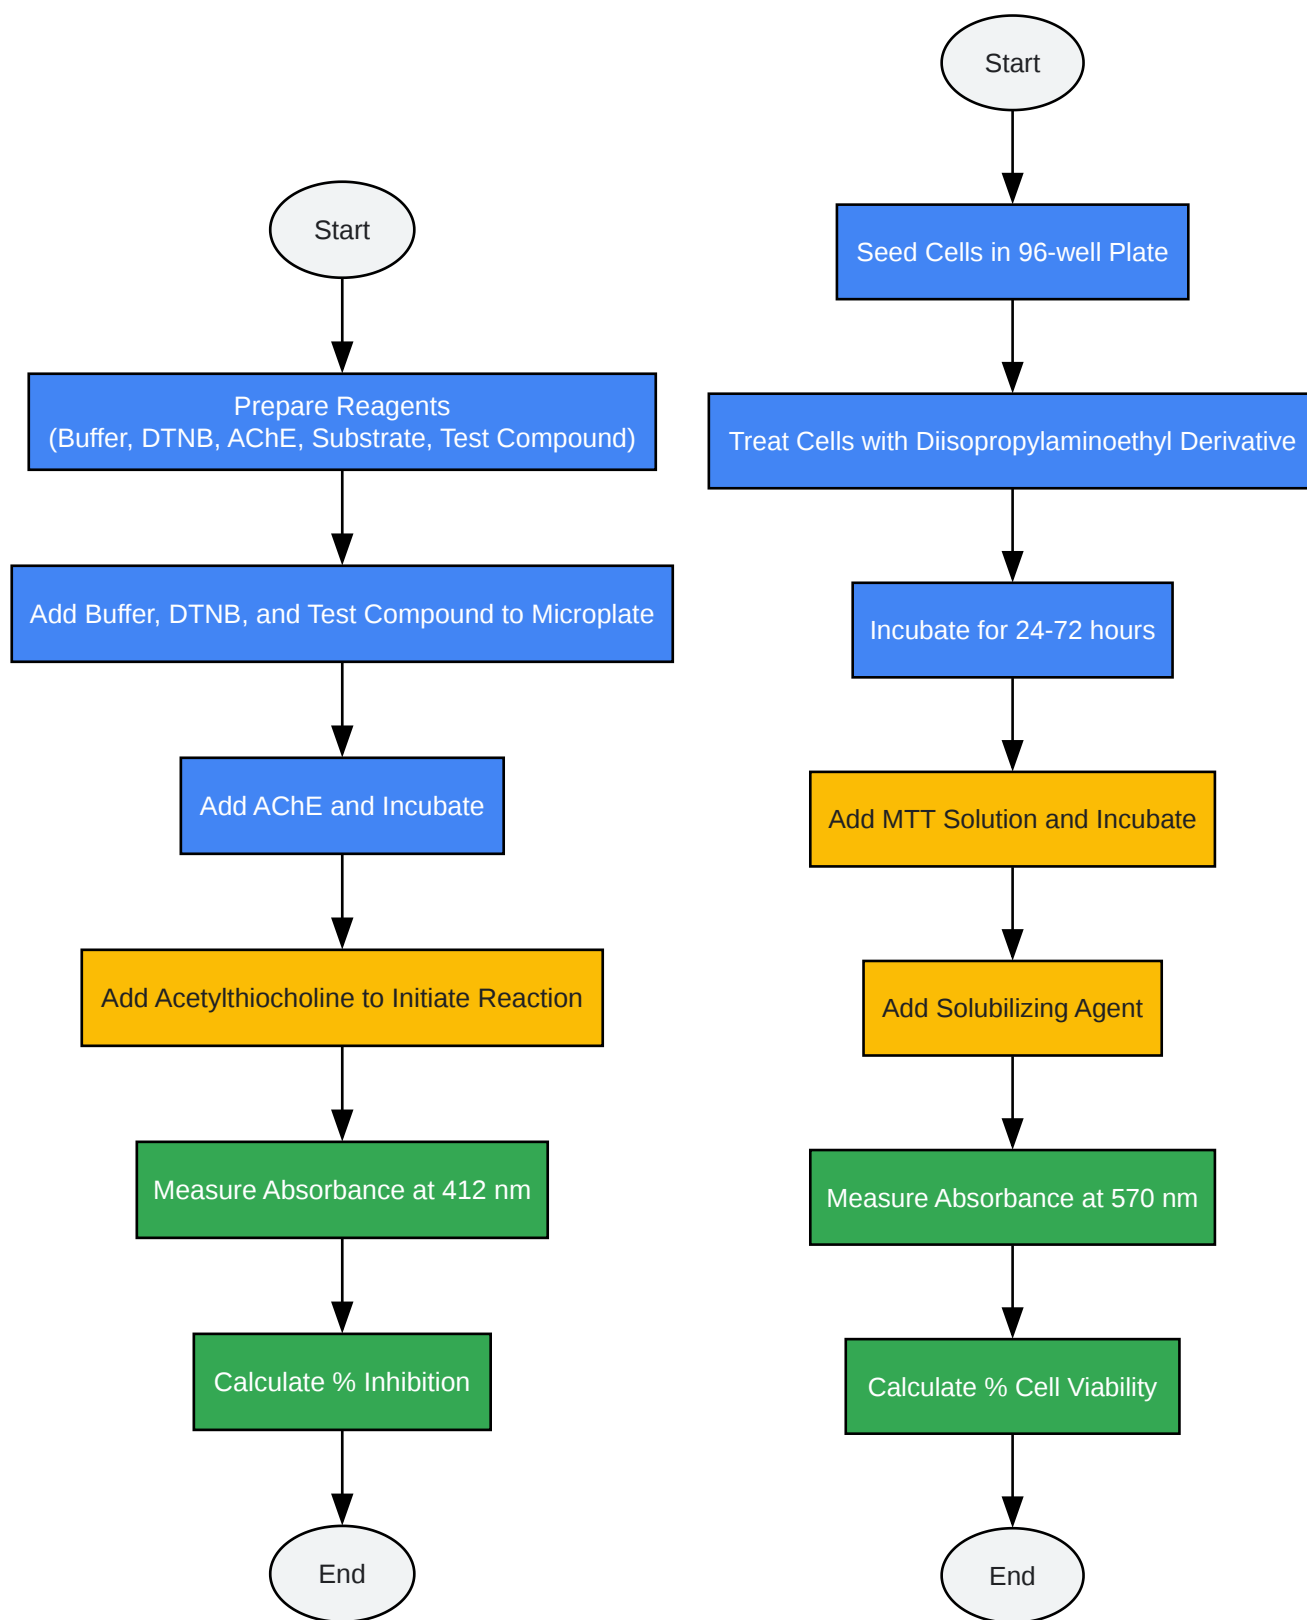 Start
Prepare Reagents
(Buffer, DTNB, AChE, Substrate, Test Compound)
Add Buffer, DTNB, and Test Compound to Microplate
Add AChE and Incubate
Add Acetylthiocholine to Initiate Reaction
Measure Absorbance at 412 nm
Calculate % Inhibition
End
Start
Seed Cells in 96-well Plate
Treat Cells with Diisopropylaminoethyl Derivative
Incubate for 24-72 hours
Add MTT Solution and Incubate
Add Solubilizing Agent
Measure Absorbance at 570 nm
Calculate % Cell Viability
End